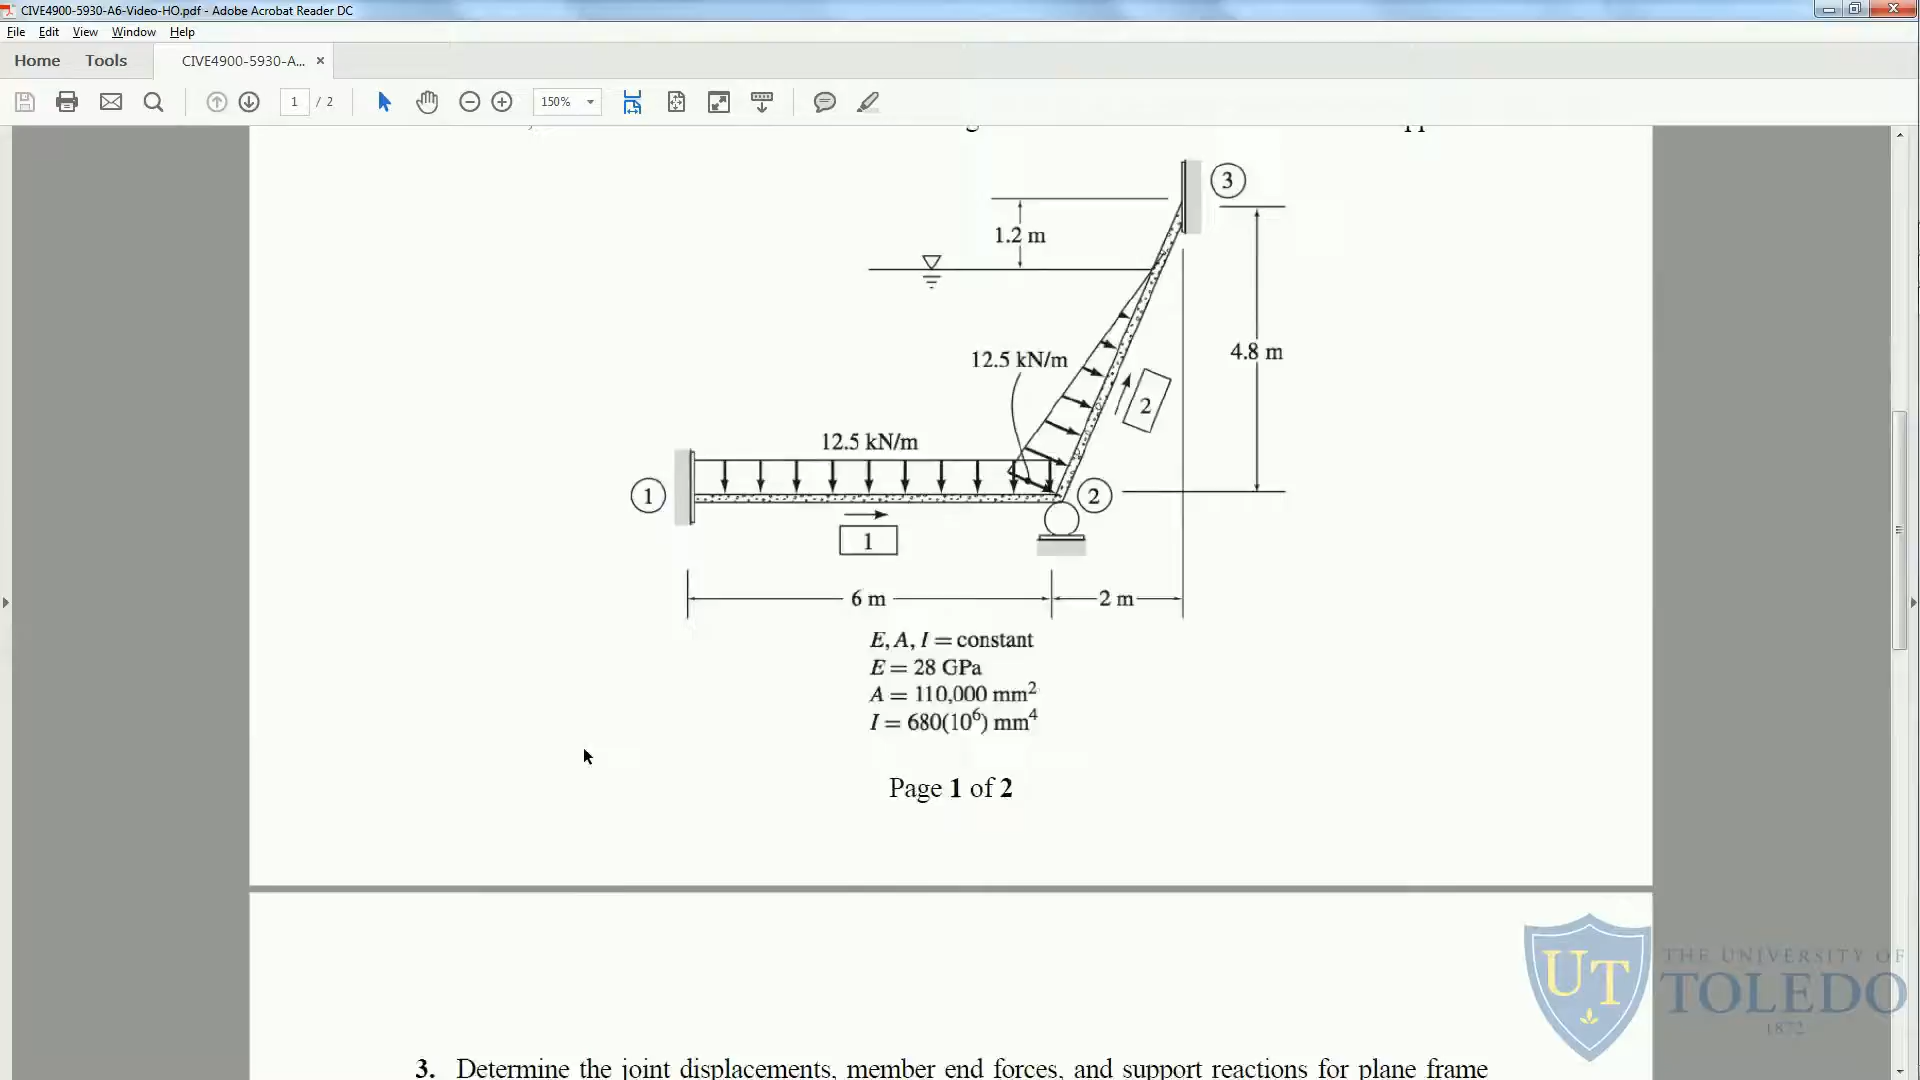 CIVE4900-5930-A6-Video-HO.pdf - Adobe Acrobat Reader DC
File Edit View Window Help
Home Tools CIVE4900-5930-A... ×
1 / 2 150%
3
1.2 m
4.8 m
12.5 kN/m
2
12.5 kN/m
1
2
1
6 m
2 m
E, A, I = constant
E = 28 GPa
A = 110,000 mm²
I = 680(10⁶) mm⁴
Page 1 of 2
UT THE UNIVERSITY OF
TOLEDO
1872
3. Determine the joint displacements, member end forces, and support reactions for plane frame